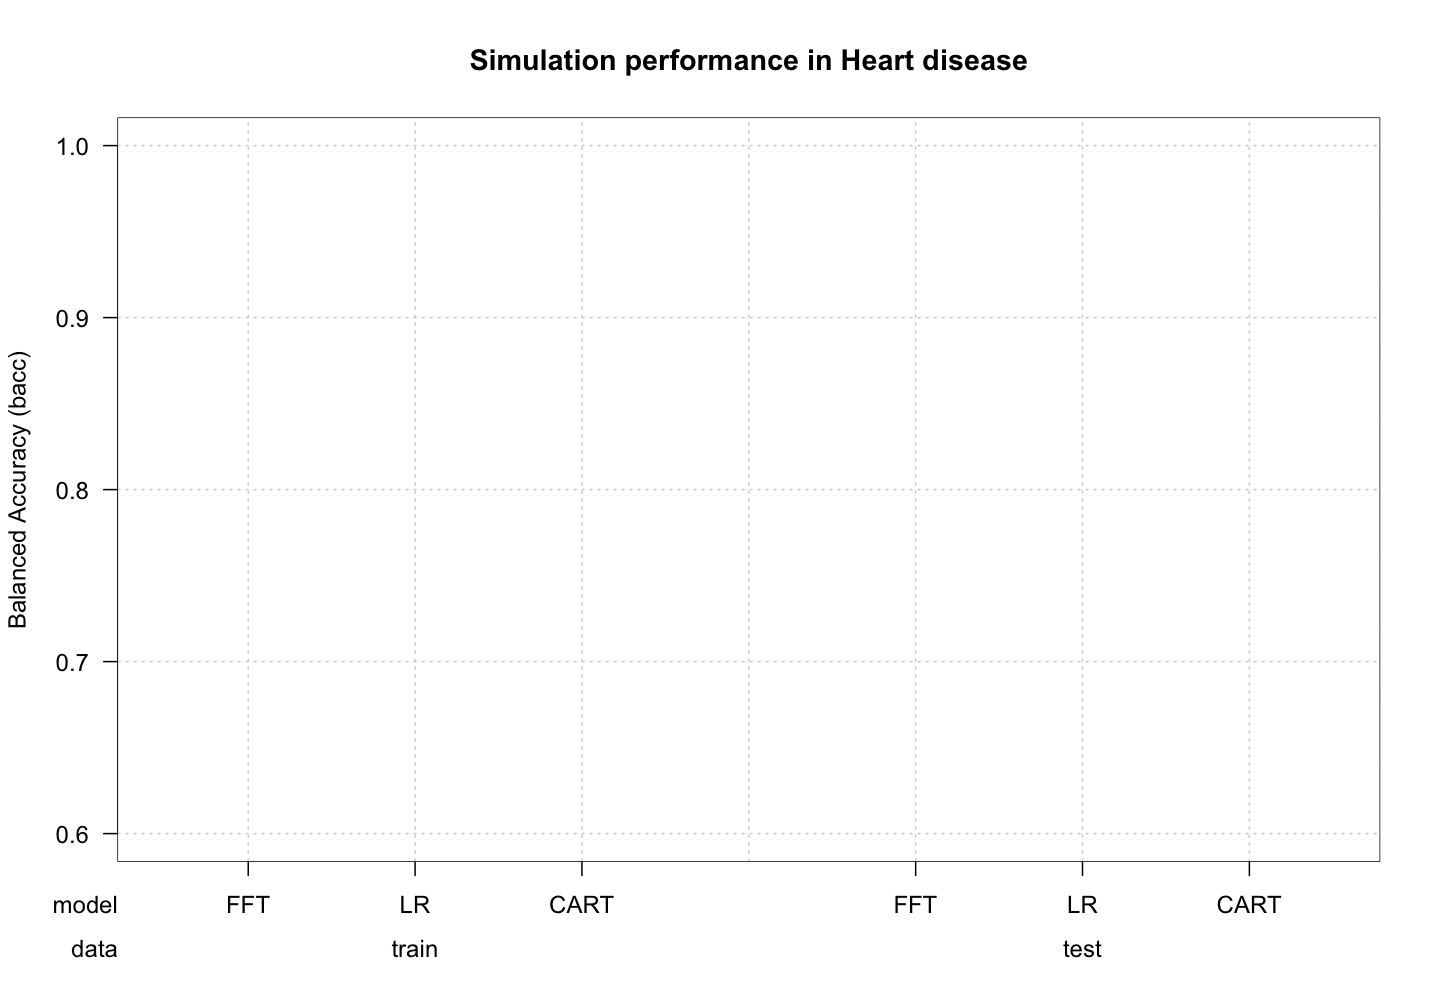 Simulation performance in Heart disease
Balanced Accuracy (bacc)
1.0
0.9
0.8
0.7
0.6
model FFT LR CART FFT LR CART
data train test